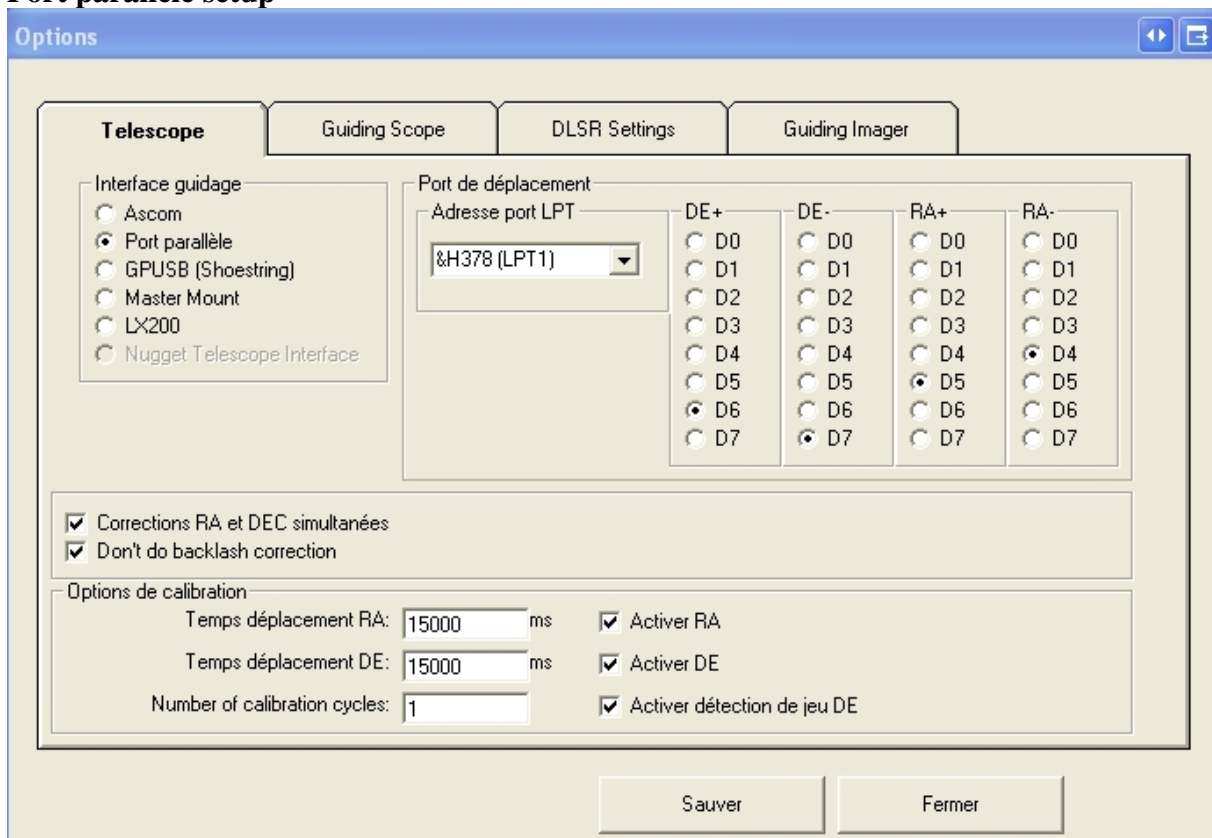 Port parallèle setup
Options
Telescope
Guiding Scope
DLSR Settings
Guiding Imager
Interface guidage
Ascom
Port parallèle
GPUSB (Shoestring)
Master Mount
LX200
Nugget Telescope Interface
Port de déplacement
Adresse port LPT
&H378 (LPT1)
DE+
D0
D1
D2
D3
D4
D5
D6
D7
DE-
D0
D1
D2
D3
D4
D5
D6
D7
RA+
D0
D1
D2
D3
D4
D5
D6
D7
RA-
D0
D1
D2
D3
D4
D5
D6
D7
Corrections RA et DEC simultanées
Don't do backlash correction
Options de calibration
Temps déplacement RA: 15000 ms
Activer RA
Temps déplacement DE: 15000 ms
Activer DE
Number of calibration cycles: 1
Activer détection de jeu DE
Sauver
Fermer